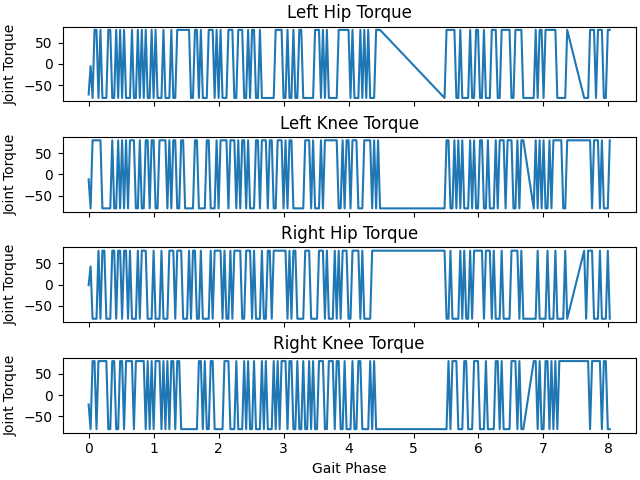 Left Hip Torque
Joint Torque
50
0
−50
Left Knee Torque
Joint Torque
50
0
−50
Right Hip Torque
Joint Torque
50
0
−50
Right Knee Torque
Joint Torque
50
0
−50
0 1 2 3 4 5 6 7 8
Gait Phase